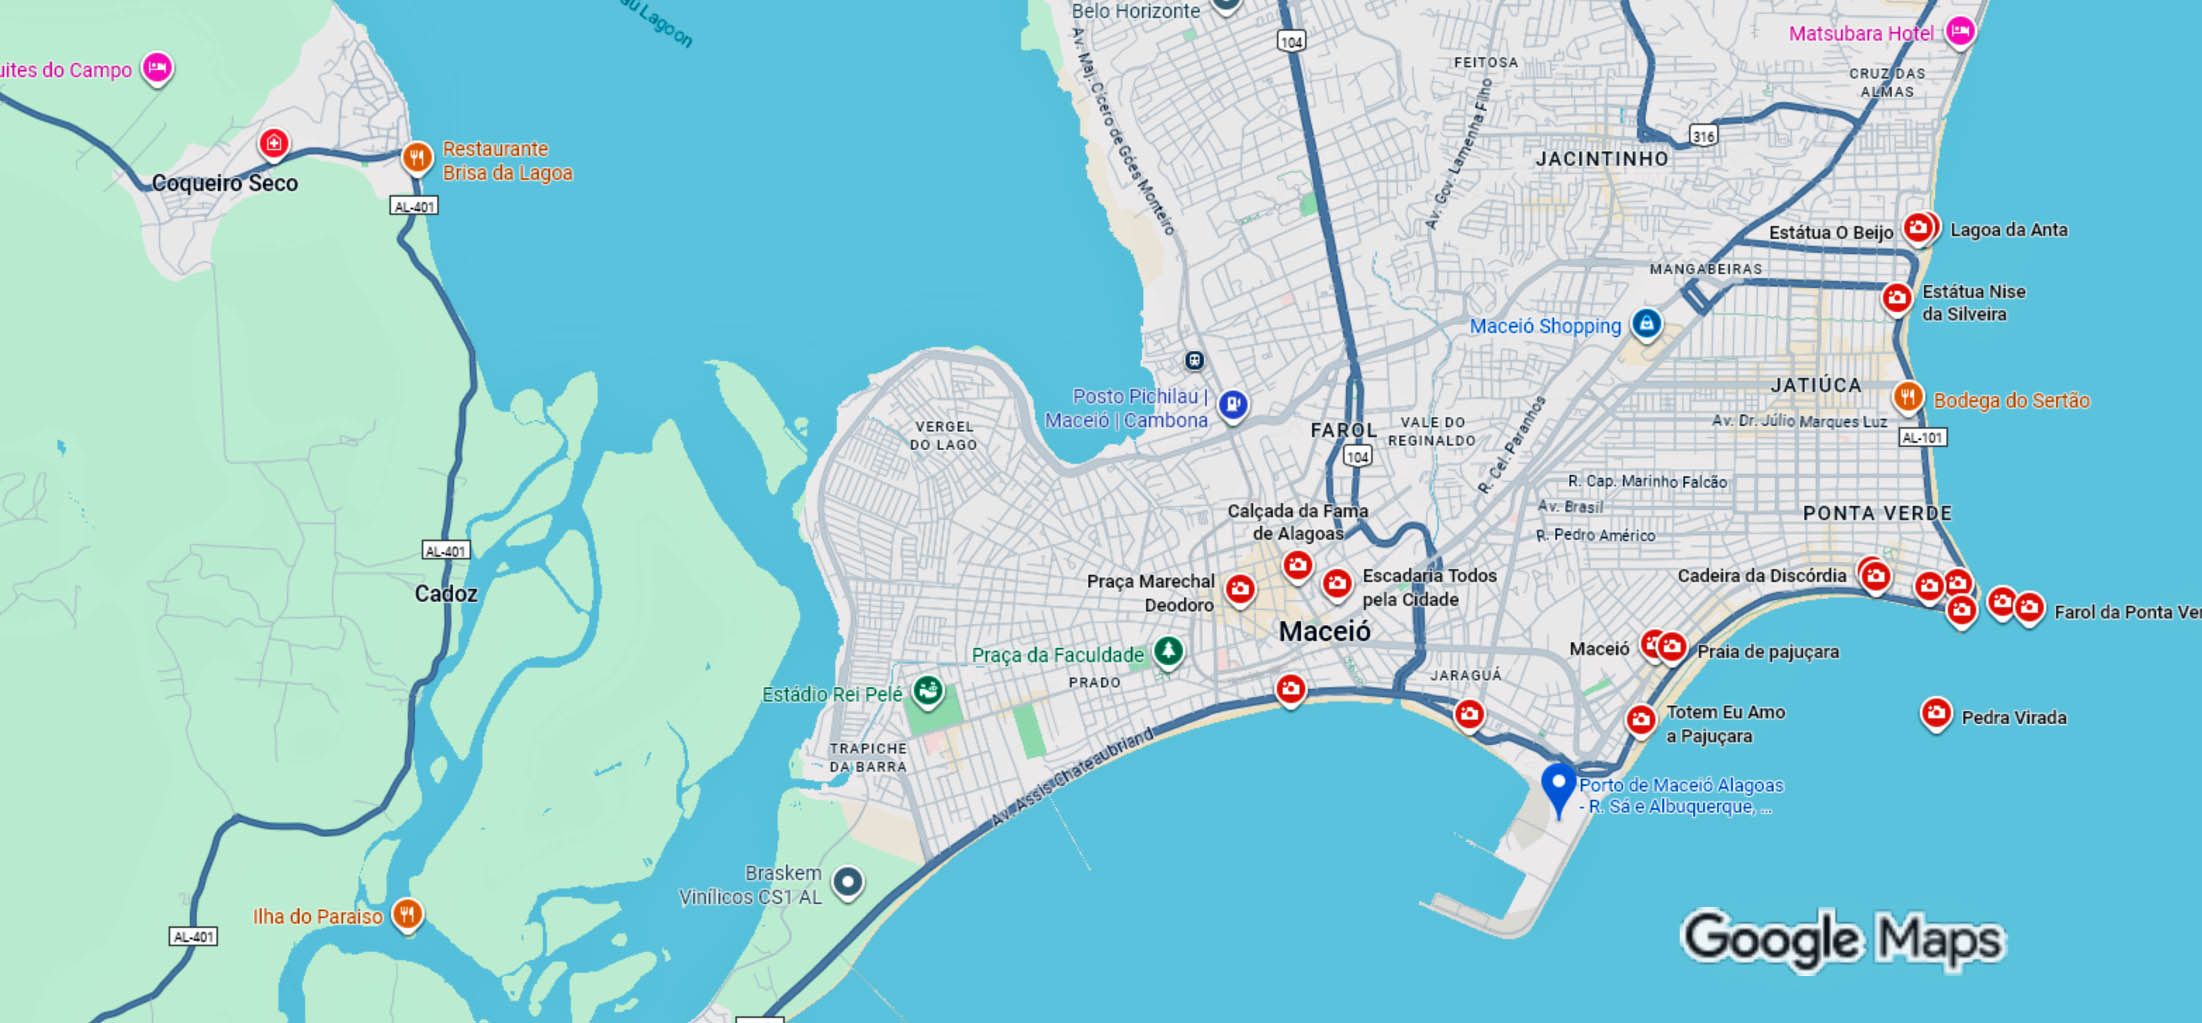 Lagoon
Belo Horizonte
104
Matsubara Hotel
uites do Campo
FEITOSA
CRUZ DAS
ALMAS
Av. Maj. Cícero de Góes Monteiro
Av. Gov. Lamenha Filho
316
JACINTINHO
Restaurante
Brisa da Lagoa
Coqueiro Seco
AL-401
Estátua O Beijo
Lagoa da Anta
MANGABEIRAS
Estátua Nise
da Silveira
Maceió Shopping
JATIÚCA
Posto Pichilau |
Maceió | Cambona
Bodega do Sertão
Av. Dr. Júlio Marques Luz
VERGEL
DO LAGO
FAROL
VALE DO
REGINALDO
AL-101
104
R. Cel. Paranhos
R. Cap. Marinho Falcão
Av. Brasil
PONTA VERDE
Calçada da Fama
de Alagoas
R. Pedro Américo
AL-401
Cadoz
Praça Marechal
Deodoro
Escadaria Todos
pela Cidade
Cadeira da Discórdia
Farol da Ponta Ver
Maceió
Maceió
Praia de pajuçara
Praça da Faculdade
PRADO
JARAGUÁ
Estádio Rei Pelé
Totem Eu Amo
a Pajuçara
Pedra Virada
TRAPICHE
DA BARRA
Av. Assis Chateaubriand
Porto de Maceió Alagoas
- R. Sá e Albuquerque, ...
Braskem
Vinílicos CS1 AL
Ilha do Paraiso
AL-401
Google Maps